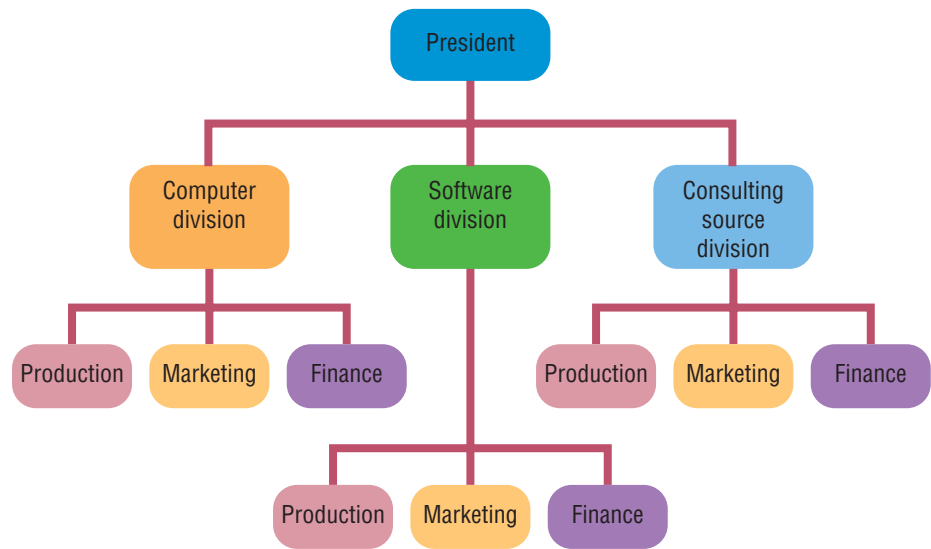 President
Computer
division
Software
division
Consulting
source
division
Production
Marketing
Finance
Production
Marketing
Finance
Production
Marketing
Finance